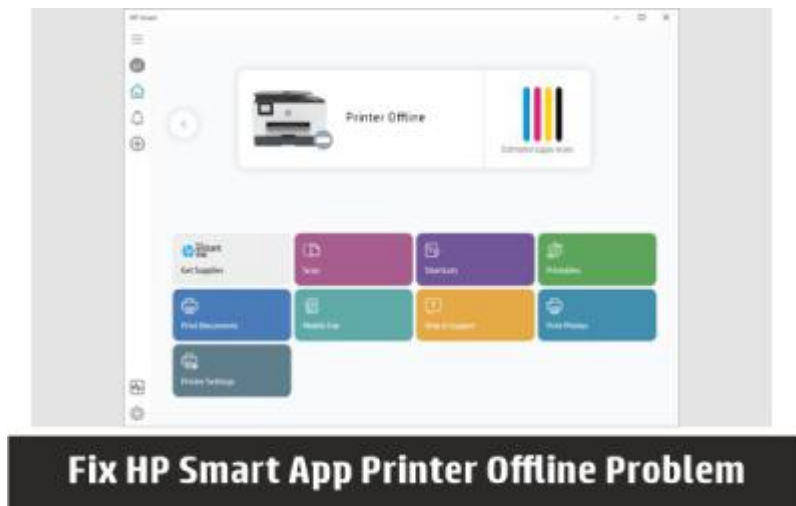 HP Smart
Printer Offline
Estimated Supply Levels
Get Supplies
Scan
Shortcuts
Printables
Print Documents
Mobile Fax
Help & Support
Print Photos
Printer Settings
Fix HP Smart App Printer Offline Problem